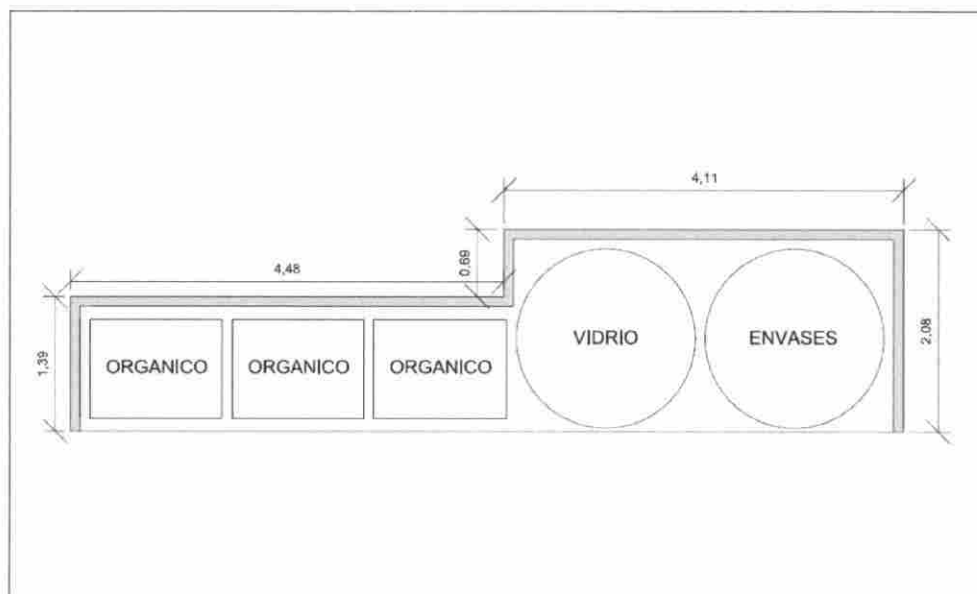 4,11
4,48
0.69
1,39
2,08
ORGANICO
ORGANICO
ORGANICO
VIDRIO
ENVASES